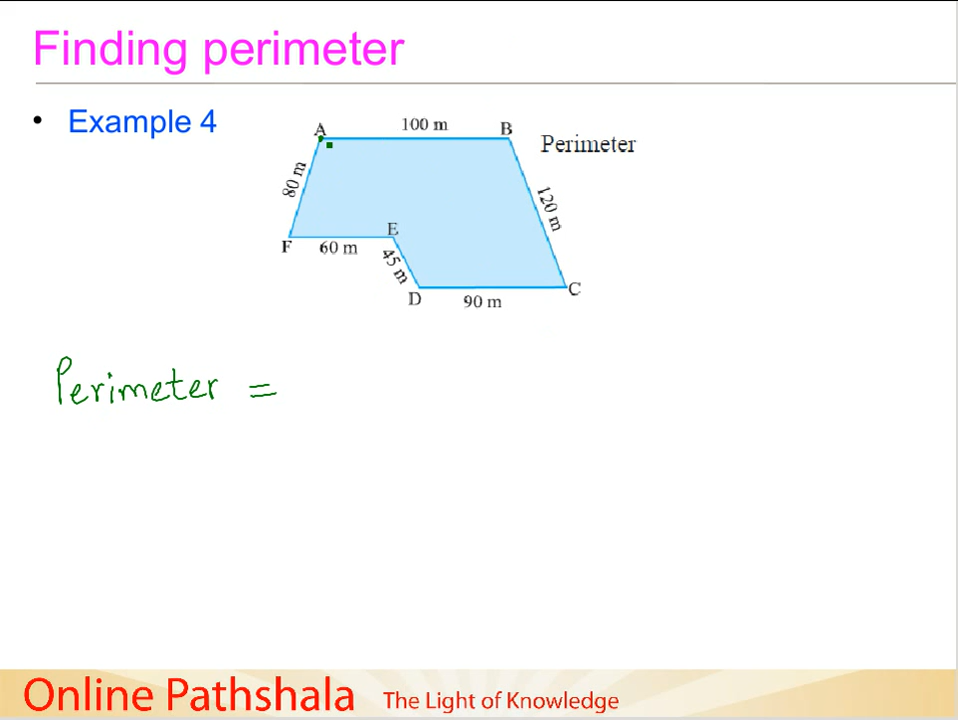 Finding perimeter
• Example 4
A 100 m B
Perimeter
80 m
120 m
F 60 m E
45 m
D 90 m C
Perimeter =
Online Pathshala The Light of Knowledge